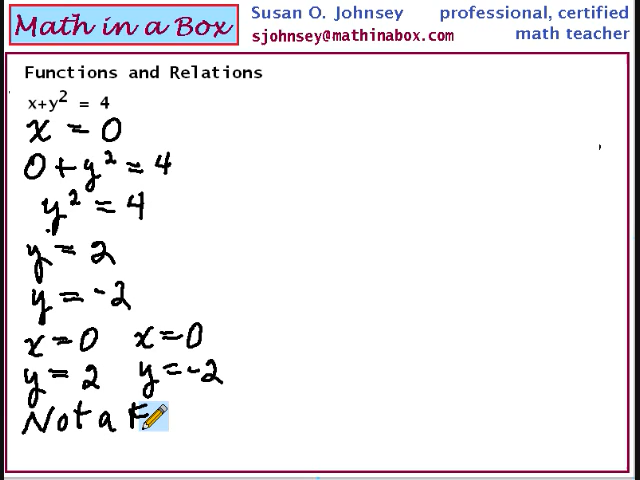 Math in a Box
Susan O. Johnsey professional, certified
sjohnsey@mathinabox.com math teacher
Functions and Relations
x+y² = 4
x = 0
0 + y² = 4
y² = 4
y = 2
y = -2
x = 0 x = 0
y = 2 y = -2
Not a F